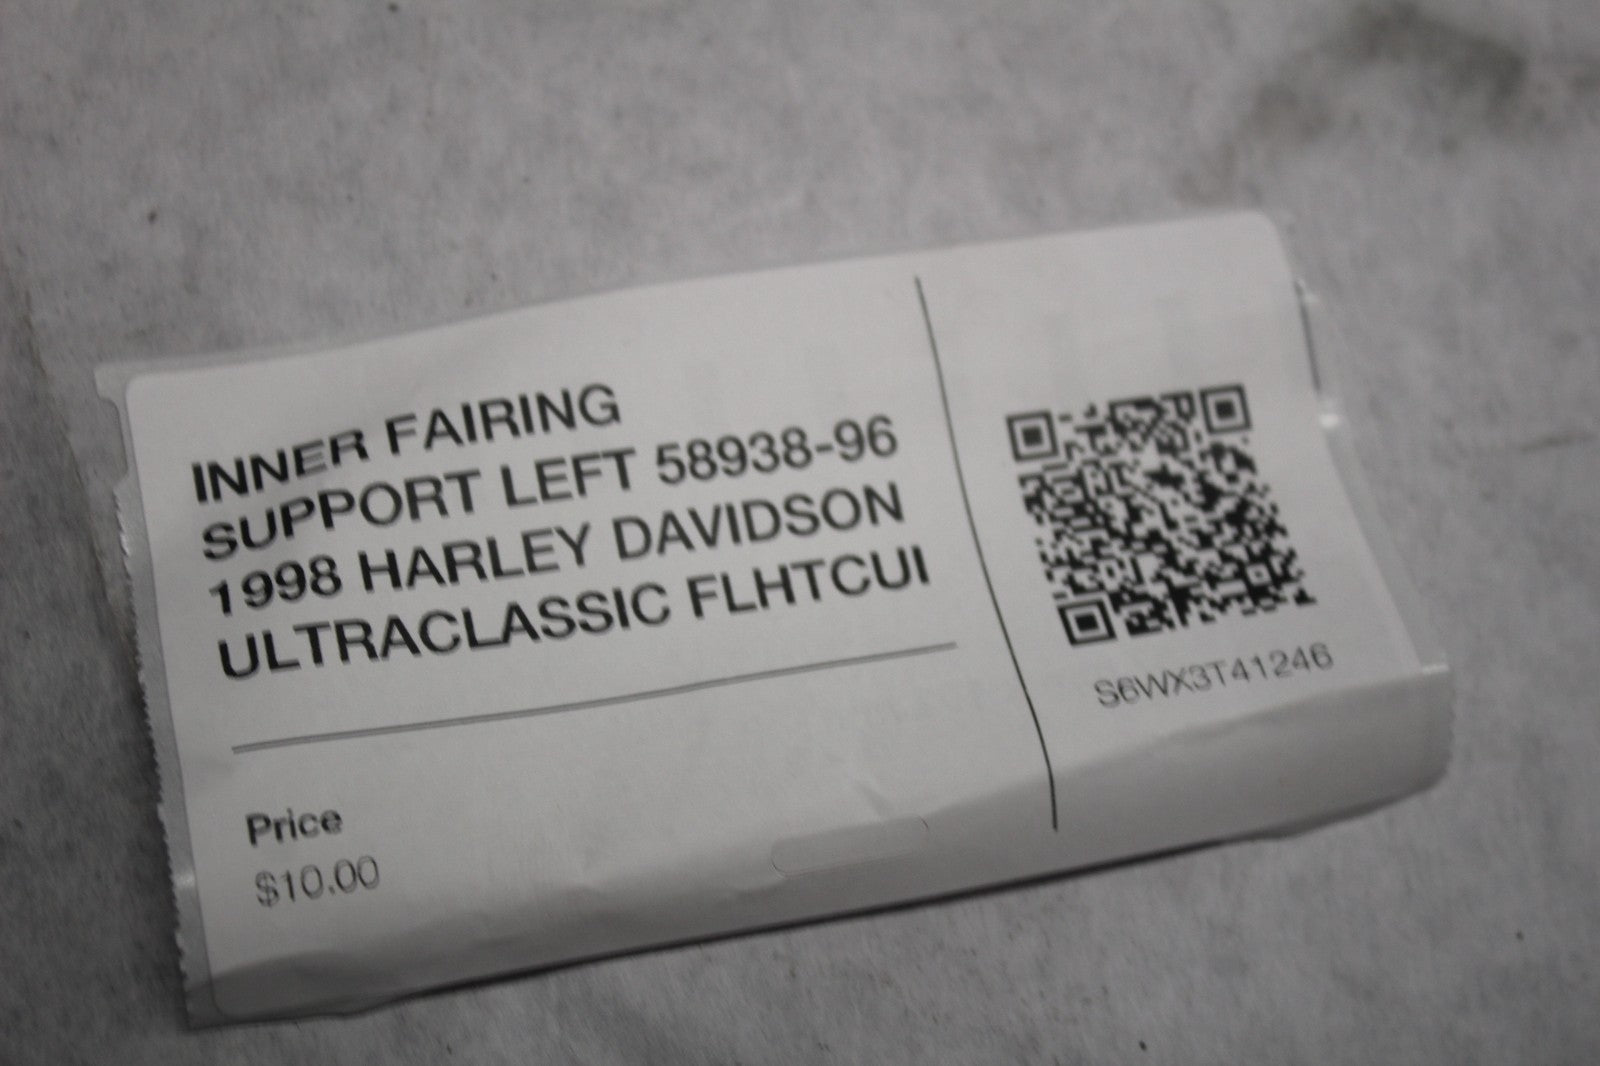 INNER FAIRING
SUPPORT LEFT 58938-96
1998 HARLEY DAVIDSON
ULTRACLASSIC FLHTCUI
Price
$10.00
S6WX3T41246